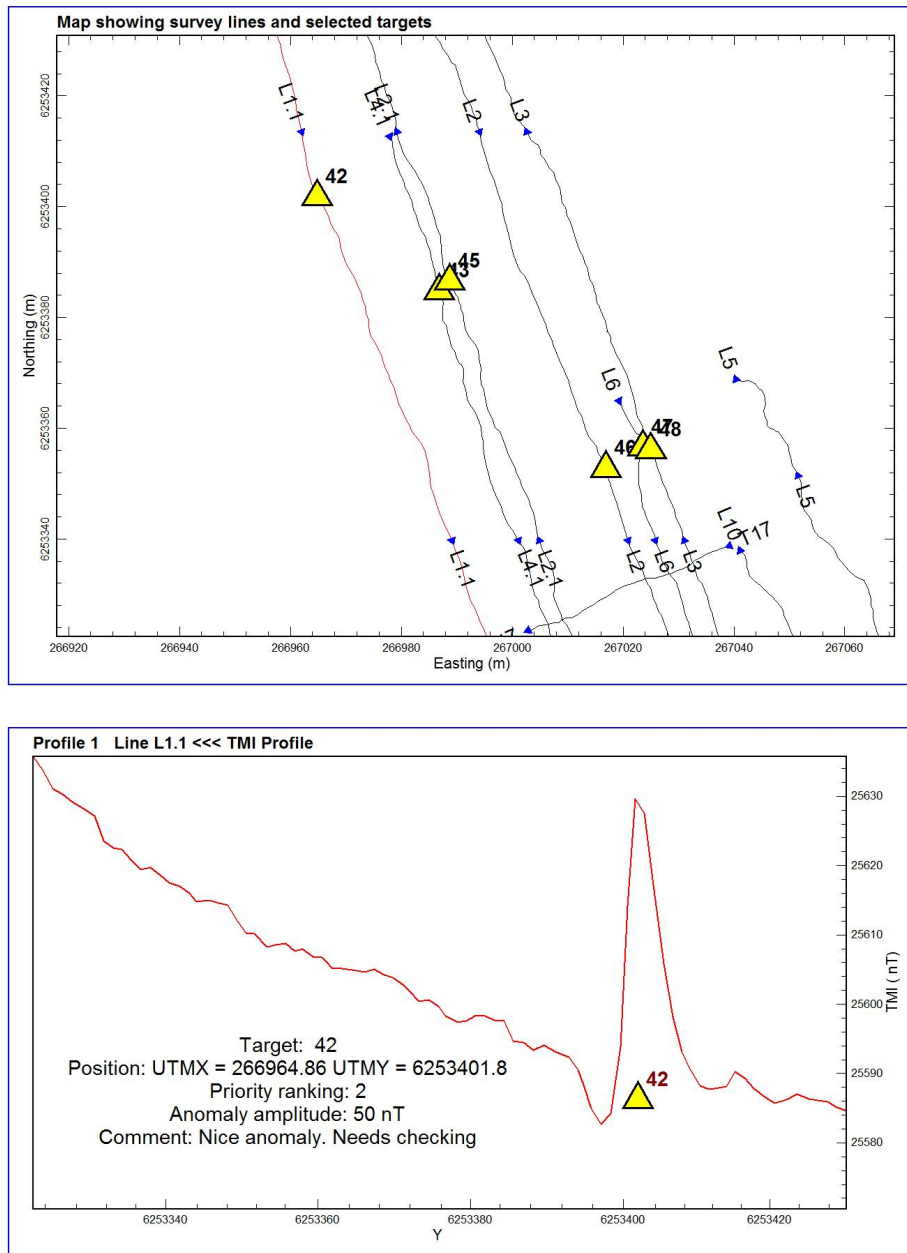 Map showing survey lines and selected targets
6253420
6253400
6253380
6253360
6253340
Northing (m)
L1.1
L2.1
L4.1
L2
L3
42
45
43
L6
L5
47
48
46
L5
L10
T17
L1.1
L4.1
L2.1
L2
L6
L3
266920
266940
266960
266980
267000
267020
267040
267060
Easting (m)
Profile 1 Line L1.1 <<< TMI Profile
25630
25620
25610
25600
25590
25580
TMI ( nT)
Target: 42
Position: UTMX = 266964.86 UTMY = 6253401.8
Priority ranking: 2
Anomaly amplitude: 50 nT
Comment: Nice anomaly. Needs checking
42
6253340
6253360
6253380
6253400
6253420
Y